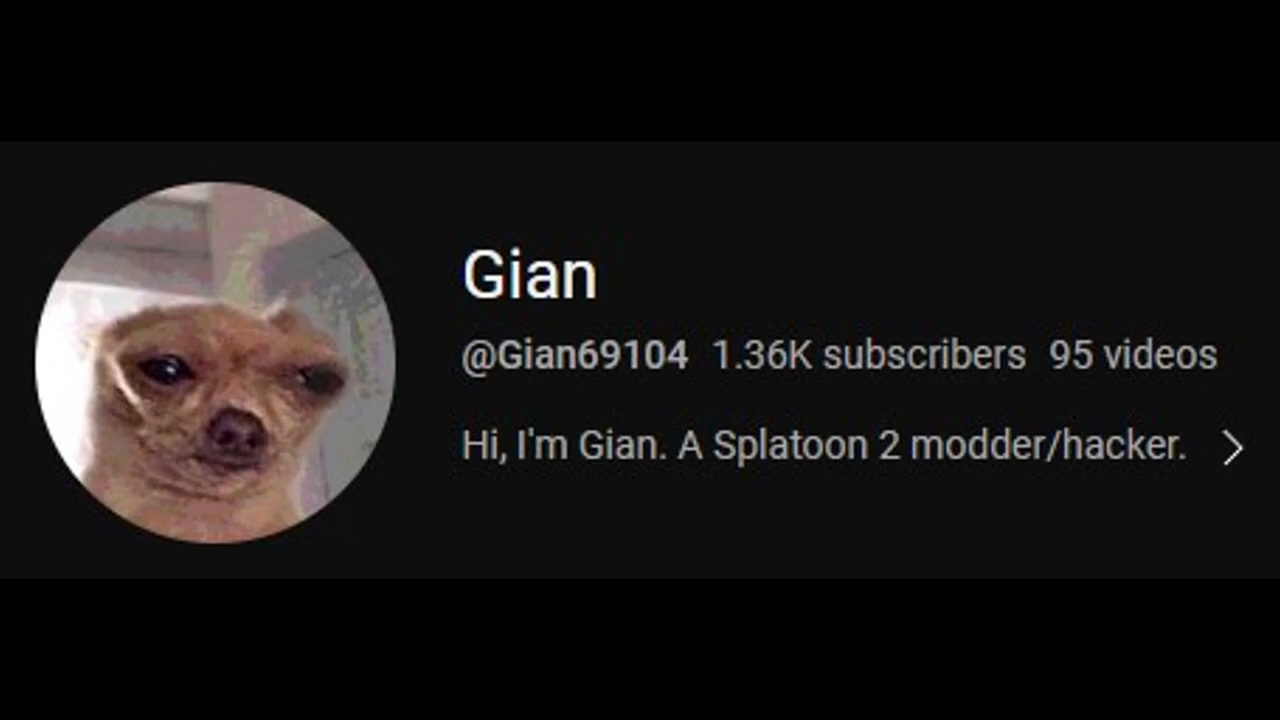 Gian
@Gian69104 1.36K subscribers 95 videos
Hi, I'm Gian. A Splatoon 2 modder/hacker.